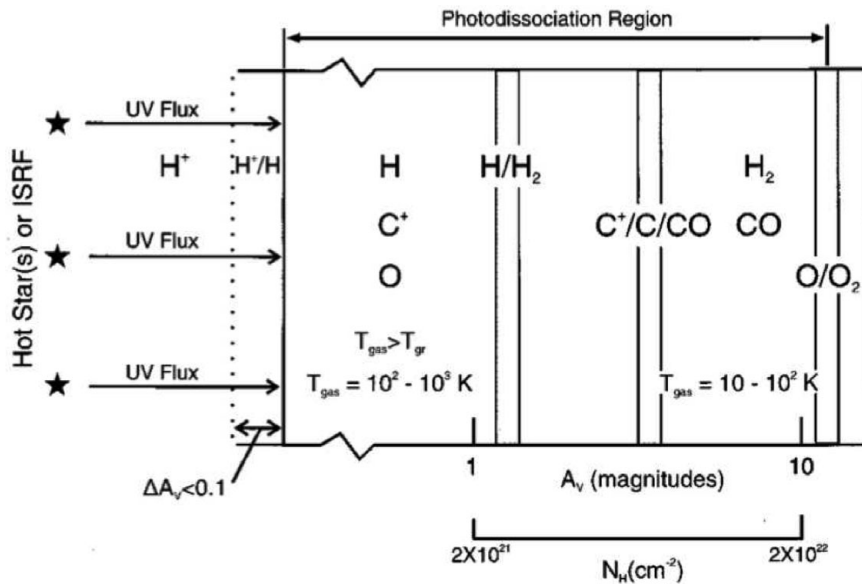 Photodissociation Region
Hot Star(s) or ISRF
UV Flux
H⁺
H⁺/H
H
H/H₂
H₂
C⁺
C⁺/C/CO
CO
UV Flux
O
O/O₂
T_gas>T_gr
UV Flux
T_gas = 10² - 10³ K
T_gas = 10 - 10² K
ΔA_v<0.1
1
A_v (magnitudes)
10
2X10²¹
N_H(cm⁻²)
2X10²²